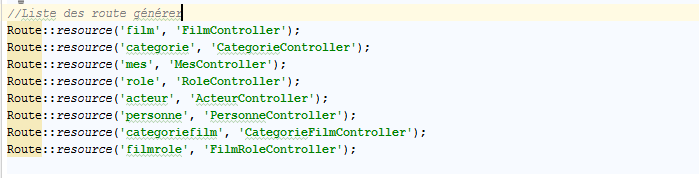 //Liste des route générer
Route::resource('film', 'FilmController');
Route::resource('categorie', 'CategorieController');
Route::resource('mes', 'MesController');
Route::resource('role', 'RoleController');
Route::resource('acteur', 'ActeurController');
Route::resource('personne', 'PersonneController');
Route::resource('categoriefilm', 'CategorieFilmController');
Route::resource('filmrole', 'FilmRoleController');